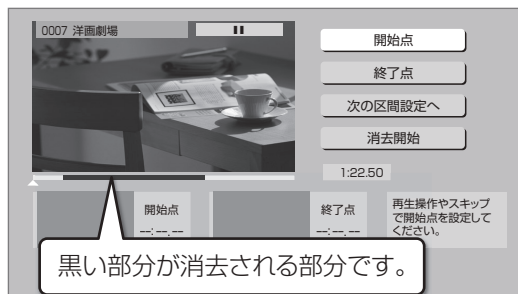 0007 洋画劇場
開始点
終了点
次の区間設定へ
消去開始
1:22.50
開始点
--:--.--
終了点
--:--.--
再生操作やスキップ
で開始点を設定して
ください。
黒い部分が消去される部分です。